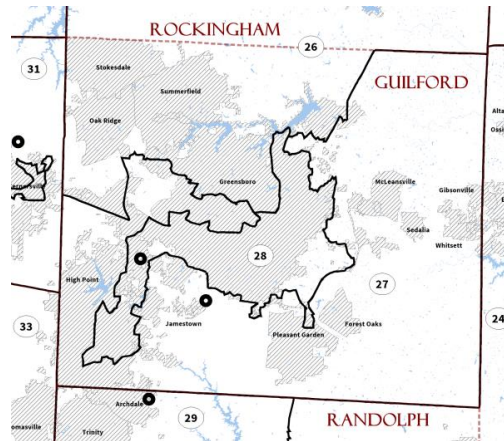 ROCKINGHAM
26
31
Stokesdale
GUILFORD
Summerfield
Oak Ridge
Greensboro
McLeansville
Gibsonville
Sedalia
Whitsett
28
High Point
27
33
Jamestown
Forest Oaks
Pleasant Garden
24
Archdale
29
RANDOLPH
Trinity